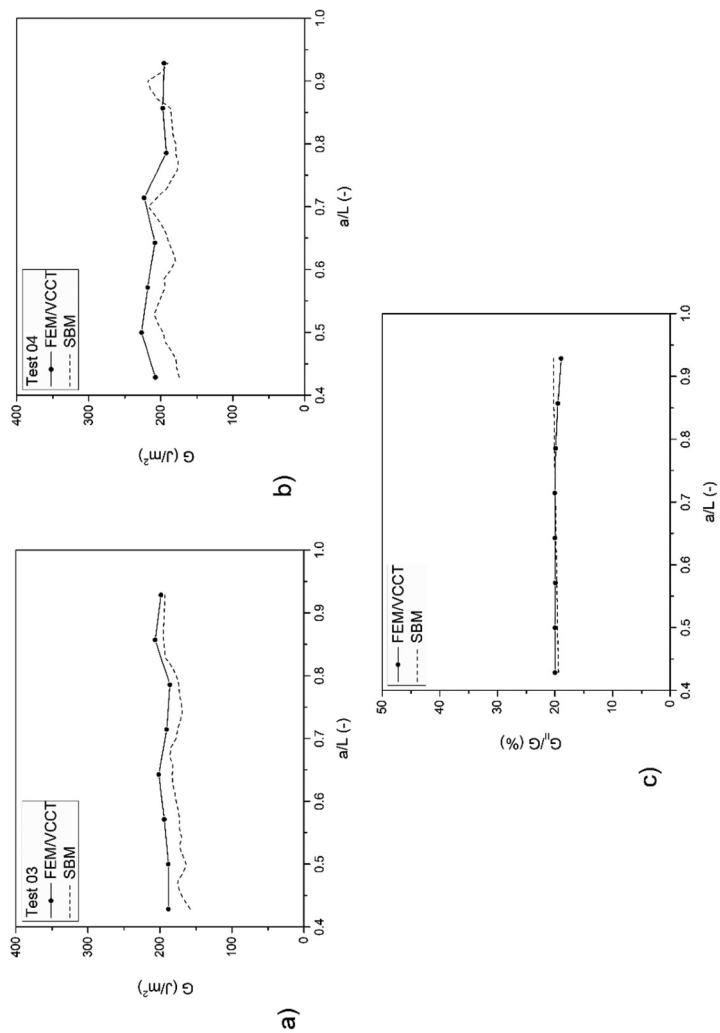 Test 03
FEM/VCCT
SBM
400
300
200
100
0
G (J/m²)
0.4
0.5
0.6
0.7
0.8
0.9
1.0
a/L (-)
a)
Test 04
FEM/VCCT
SBM
400
300
200
100
0
G (J/m²)
0.4
0.5
0.6
0.7
0.8
0.9
1.0
a/L (-)
b)
FEM/VCCT
SBM
50
40
30
20
10
0
G_II/G (%)
0.4
0.5
0.6
0.7
0.8
0.9
1.0
a/L (-)
c)